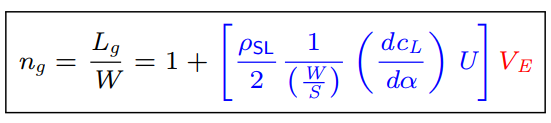 n_g = \frac{L_g}{W} = 1 + \left[ \frac{\rho_{SL}}{2} \frac{1}{\left(\frac{W}{S}\right)} \left(\frac{dc_L}{d\alpha}\right) U \right] V_E